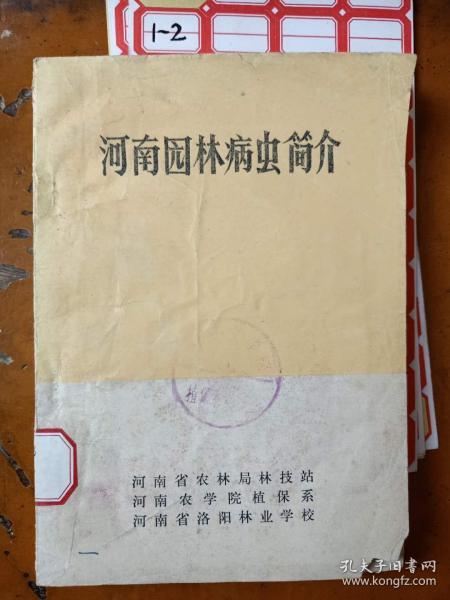 1-2
河南园林病虫简介
植
河南省农林局林技站
河南农学院植保系
河南省洛阳林业学校
孔夫子旧书网
www.kongfz.com